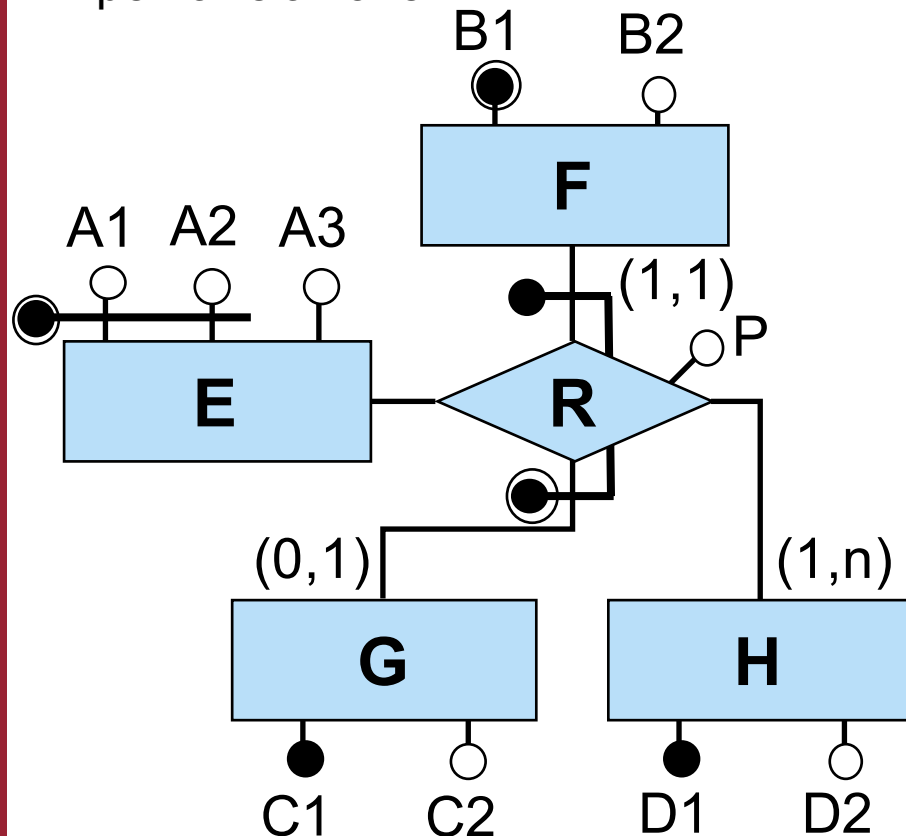 B1 B2
F
A1 A2 A3
(1,1)
P
E
R
(0,1)
(1,n)
G
H
C1 C2 D1 D2